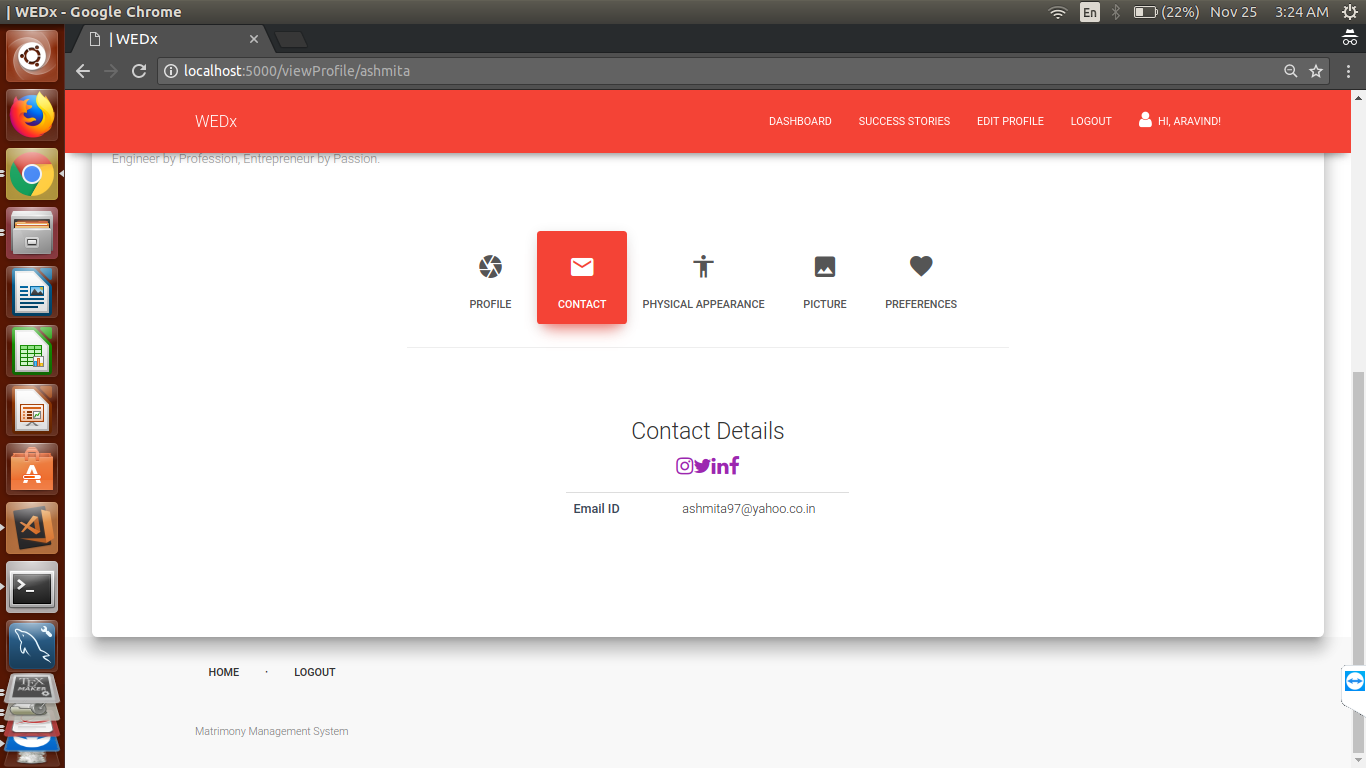 | WEDx - Google Chrome
En
(22%)
Nov 25
3:24 AM
| WEDx
localhost:5000/viewProfile/ashmita
WEDx
DASHBOARD
SUCCESS STORIES
EDIT PROFILE
LOGOUT
HI, ARAVIND!
Engineer by Profession, Entrepreneur by Passion.
PROFILE
CONTACT
PHYSICAL APPEARANCE
PICTURE
PREFERENCES
Contact Details
Email ID
ashmita97@yahoo.co.in
HOME
·
LOGOUT
Matrimony Management System